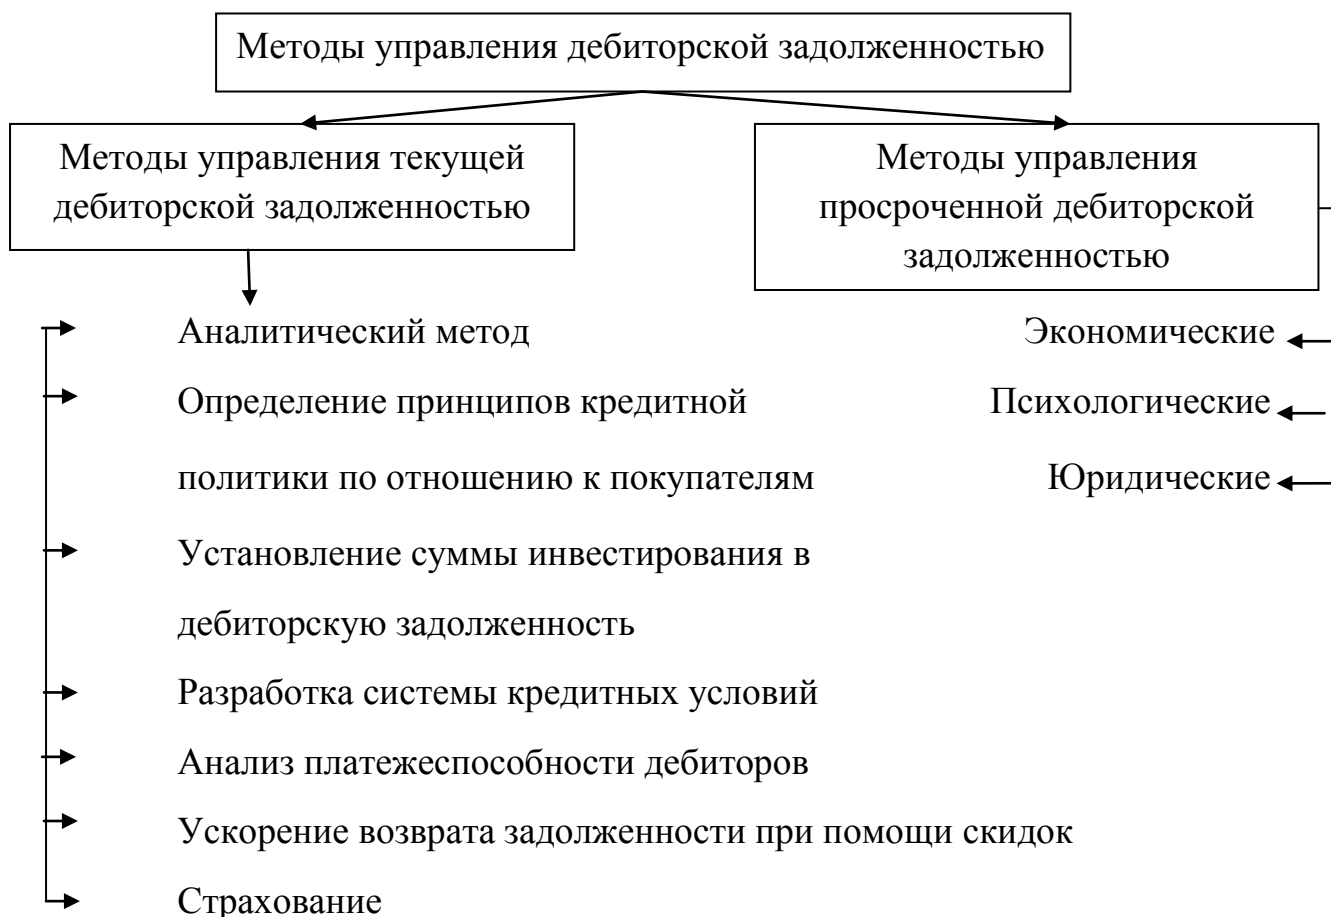 Методы управления дебиторской задолженностью
Методы управления текущей
дебиторской задолженностью
Методы управления
просроченной дебиторской
задолженностью
Аналитический метод
Определение принципов кредитной
политики по отношению к покупателям
Установление суммы инвестирования в
дебиторскую задолженность
Разработка системы кредитных условий
Анализ платежеспособности дебиторов
Ускорение возврата задолженности при помощи скидок
Страхование
Экономические
Психологические
Юридические